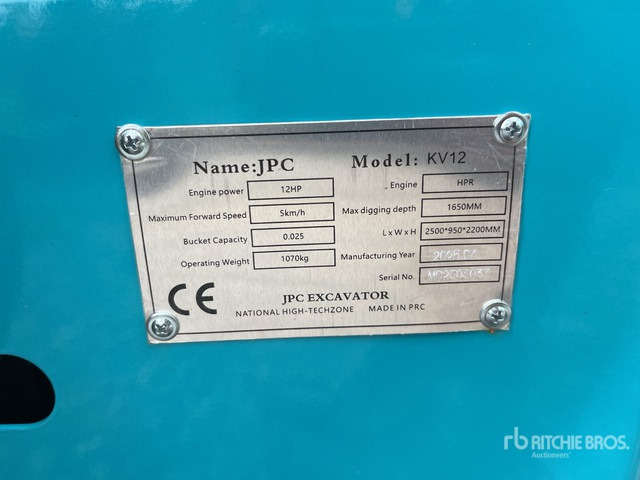 Name:JPC Model: KV12
Engine power 12HP Engine HPR
Maximum Forward Speed 5km/h Max digging depth 1650MM
Bucket Capacity 0.025 L x W x H 2500*950*2200MM
Operating Weight 1070kg Manufacturing Year
Serial No.
CE
JPC EXCAVATOR
NATIONAL HIGH-TECHZONE MADE IN PRC
rb RITCHIE BROS.
Auctioneers